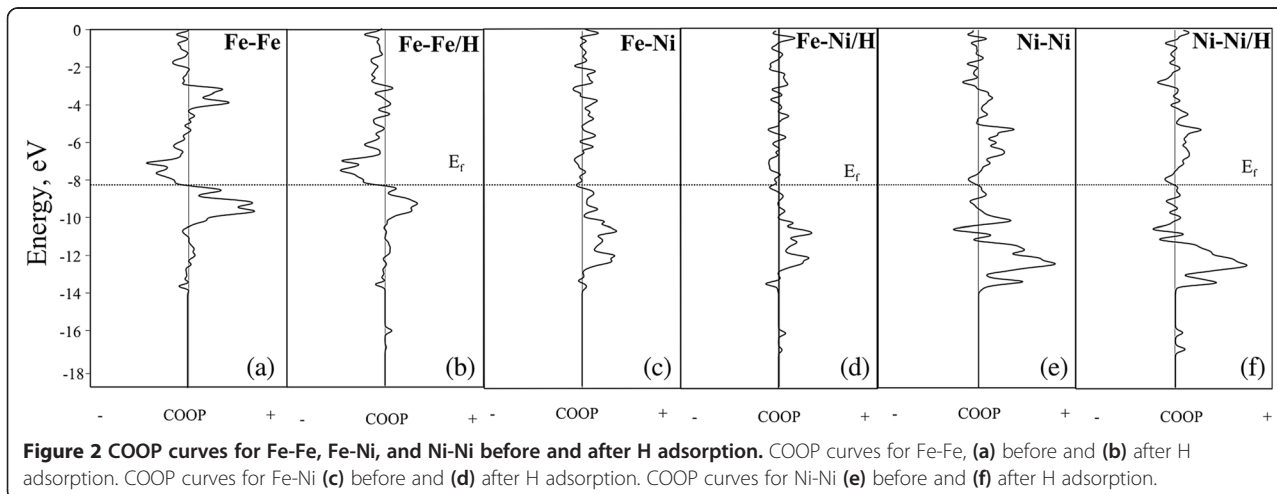 0
-2
-4
-6
-8
-10
-12
-14
-16
-18
Energy, eV
Fe-Fe
(a)
- COOP +
Fe-Fe/H
E_f
(b)
- COOP +
Fe-Ni
(c)
- COOP +
Fe-Ni/H
E_f
(d)
- COOP +
Ni-Ni
(e)
- COOP +
Ni-Ni/H
E_f
(f)
- COOP +
Figure 2 COOP curves for Fe-Fe, Fe-Ni, and Ni-Ni before and after H adsorption. COOP curves for Fe-Fe, (a) before and (b) after H
adsorption. COOP curves for Fe-Ni (c) before and (d) after H adsorption. COOP curves for Ni-Ni (e) before and (f) after H adsorption.